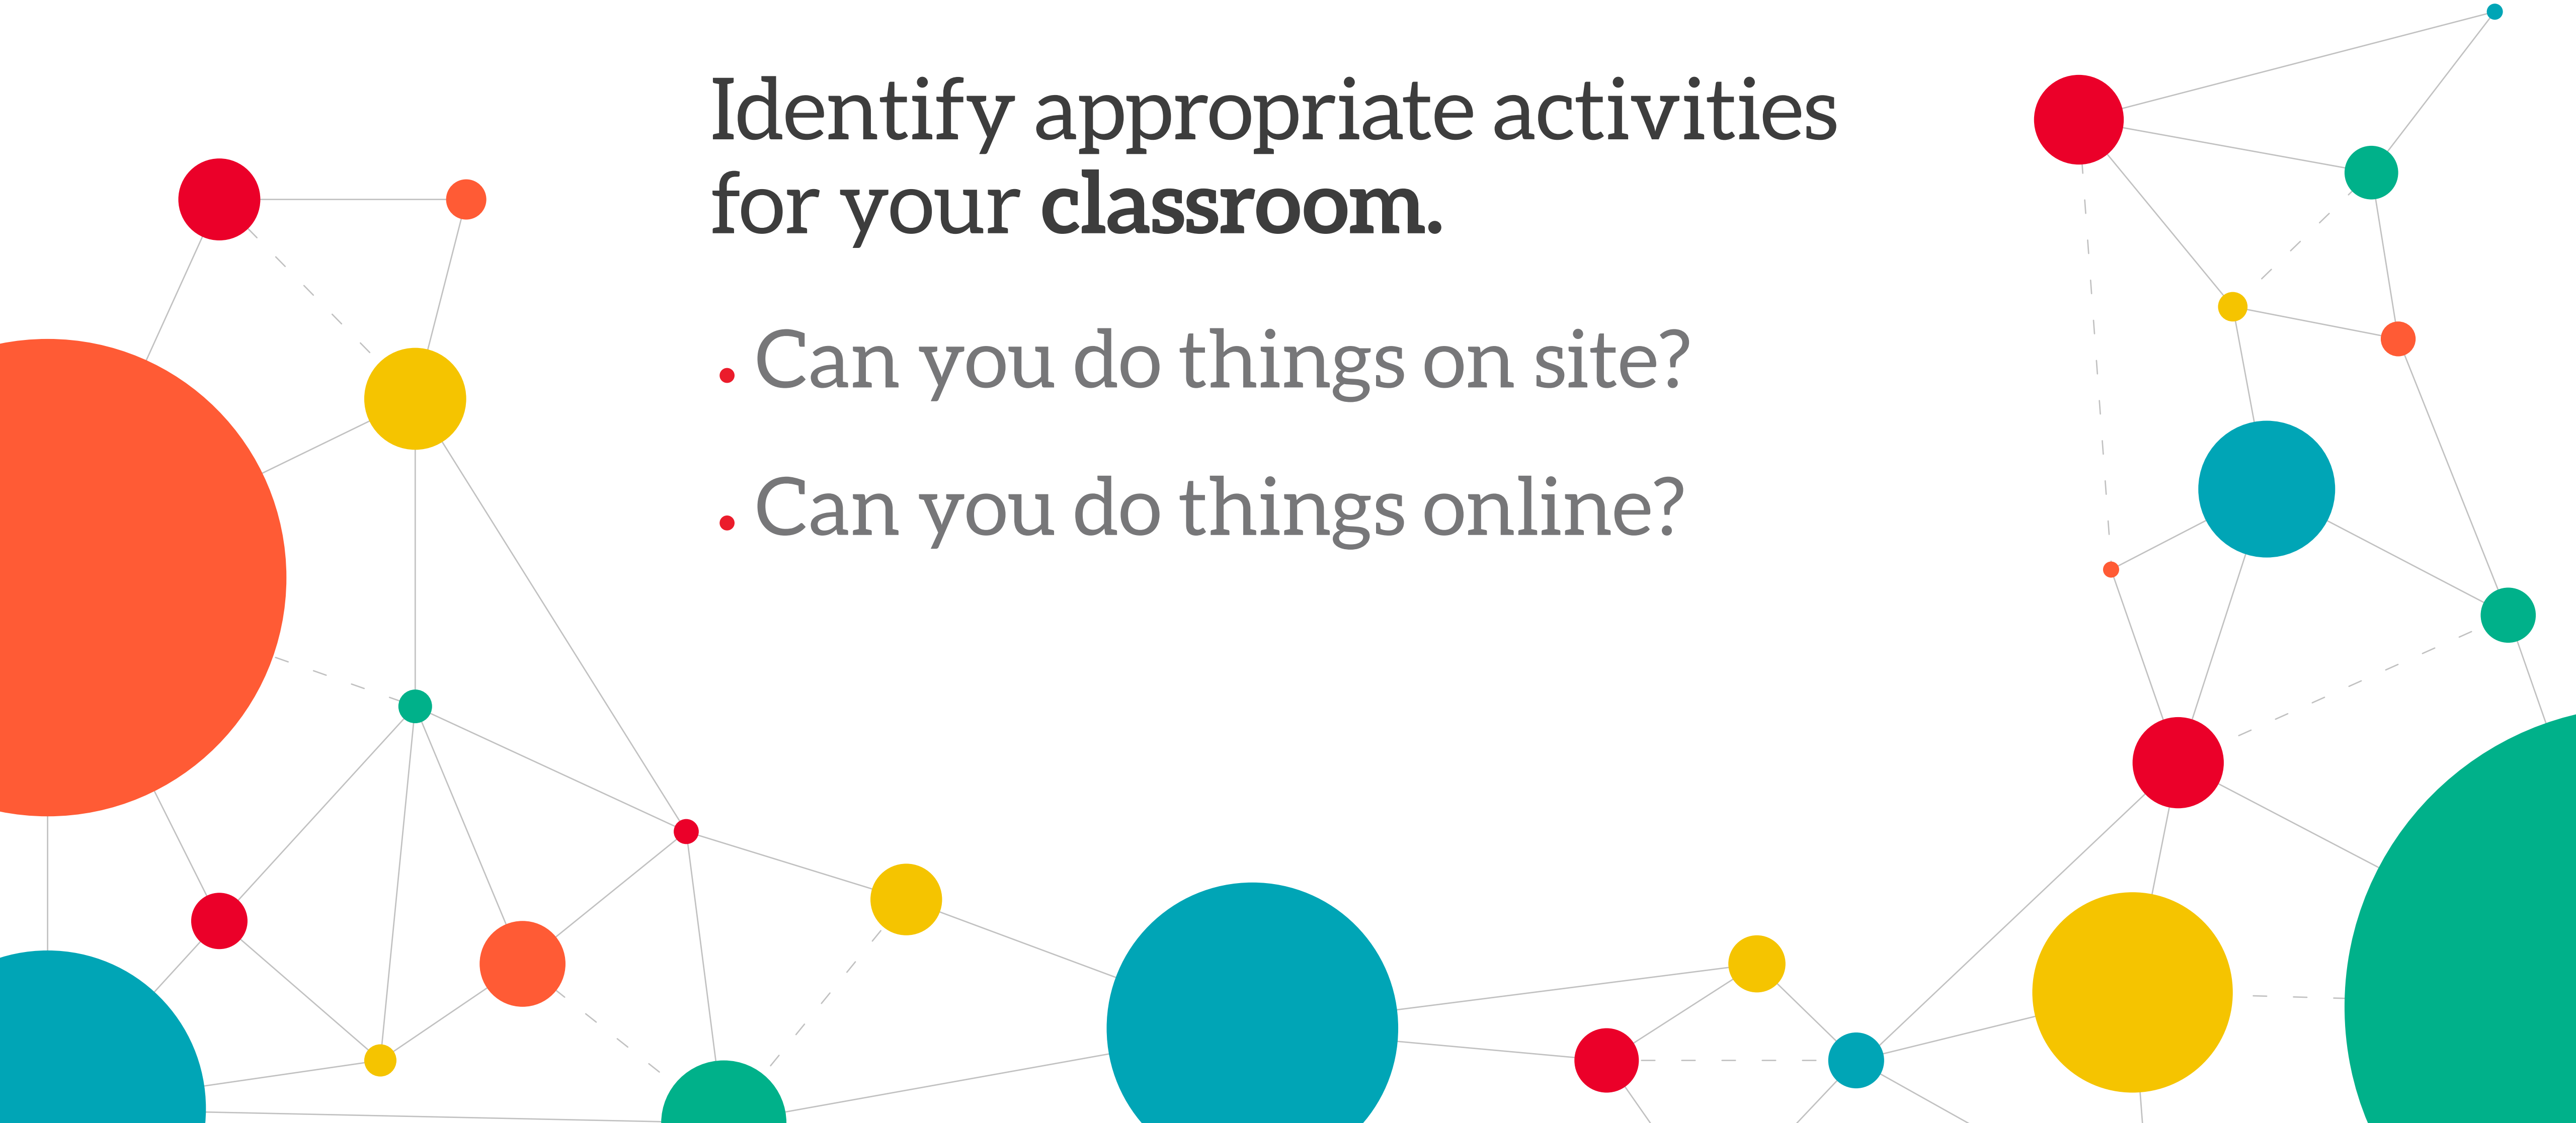 Identify appropriate activities
for your classroom.
• Can you do things on site?
• Can you do things online?